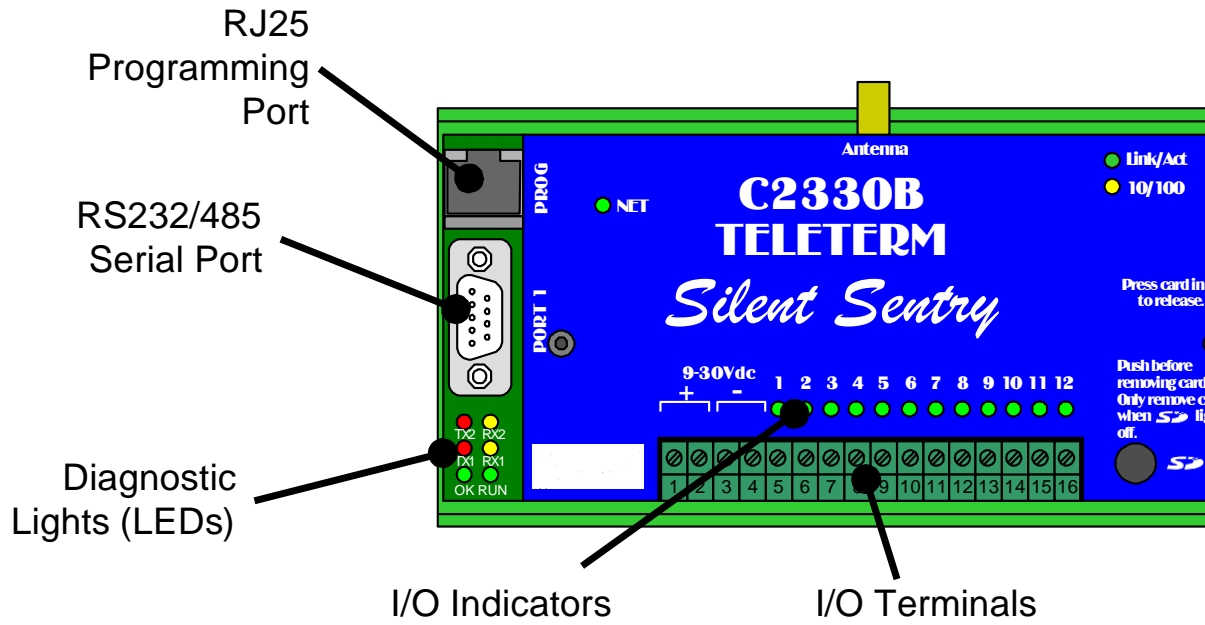 RJ25
Programming
Port
RS232/485
Serial Port
Diagnostic
Lights (LEDs)
I/O Indicators
I/O Terminals
PROG
PORT 1
TX2 RX2
TX1 RX1
OK RUN
NET
Antenna
C2330B
TELETERM
Silent Sentry
9-30Vdc
+ -
1 2 3 4 5 6 7 8 9 10 11 12
1 2 3 4 5 6 7 8 9 10 11 12 13 14 15 16
Link/Act
10/100
Press card in
to release.
Push before
removing card
Only remove c
when SD lig
off.
SD